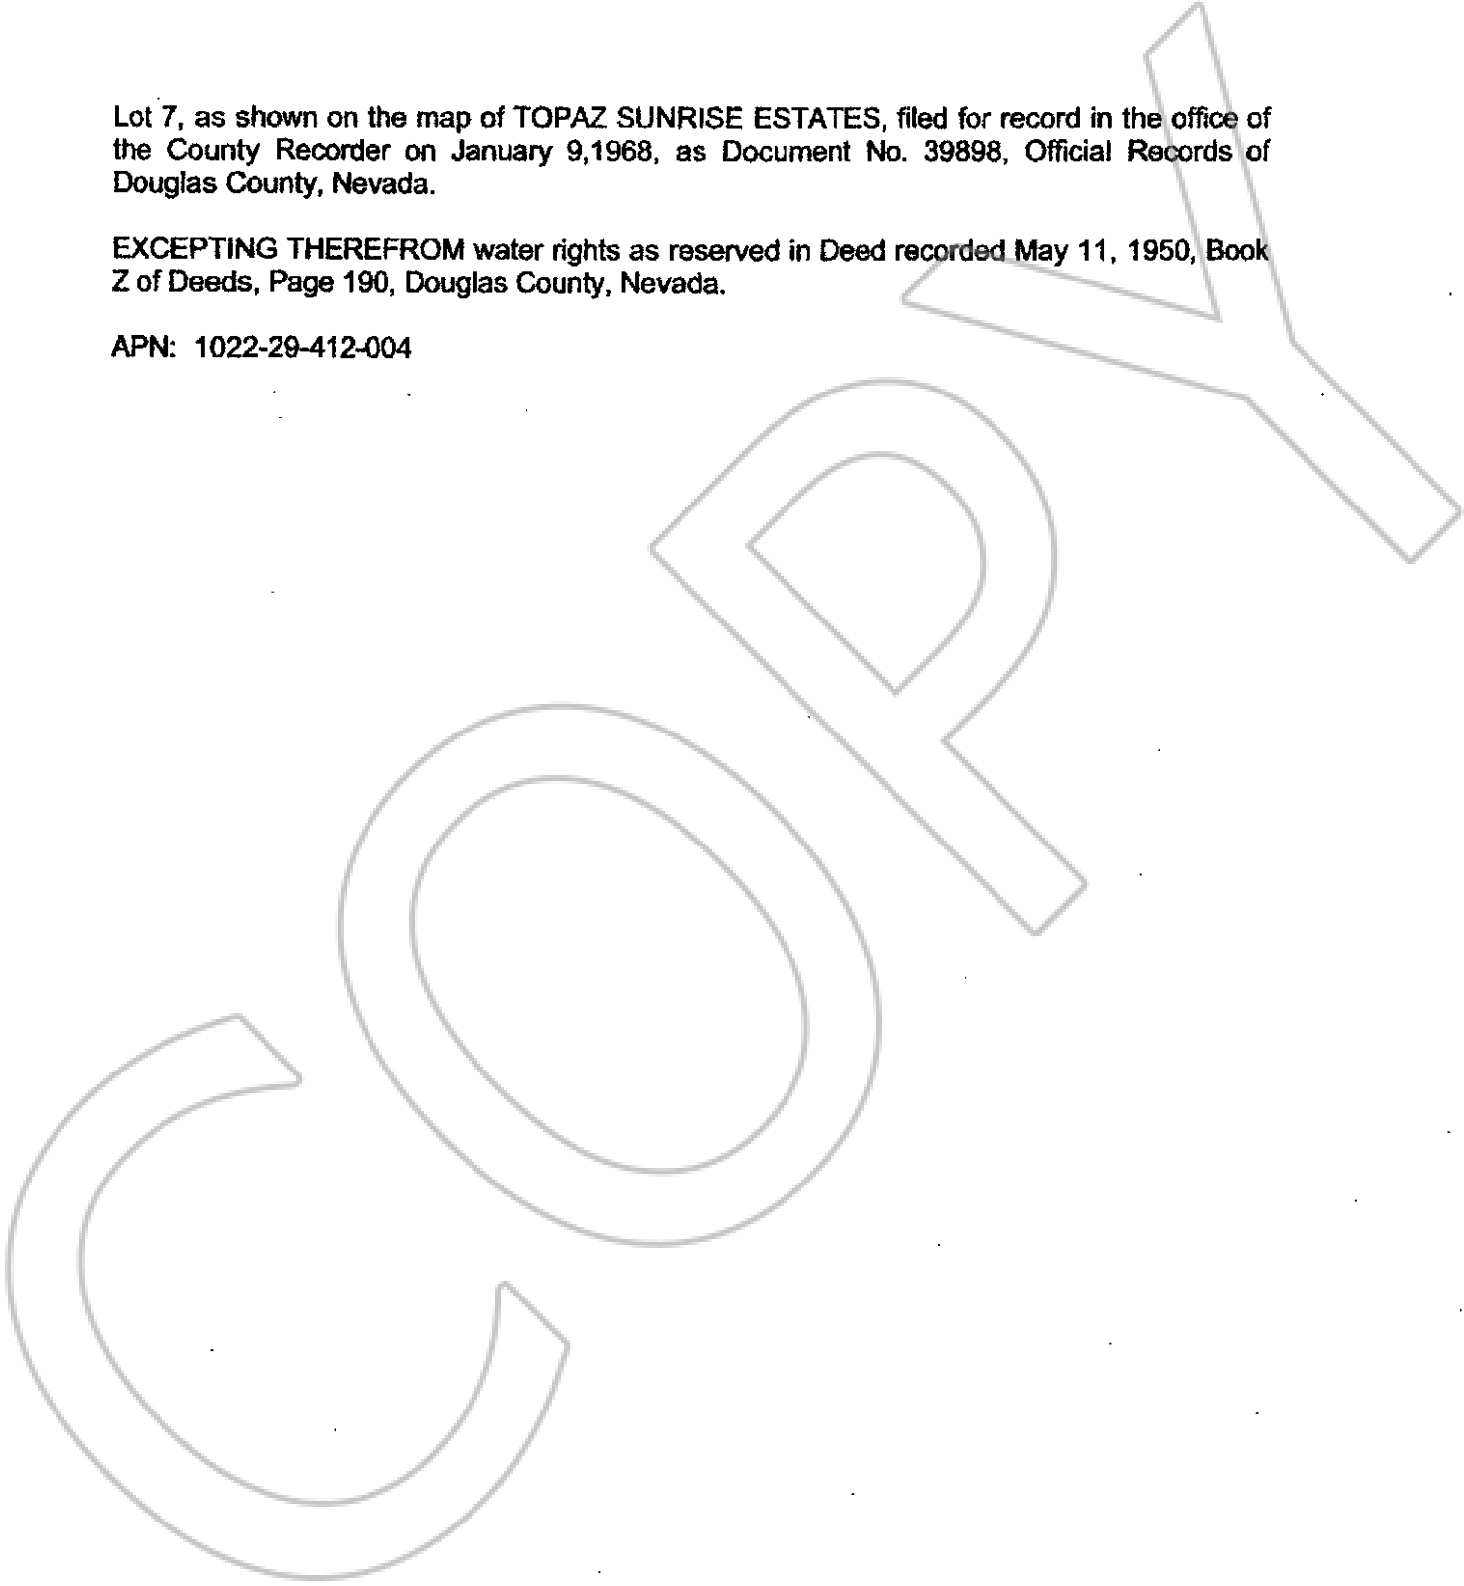 Lot 7, as shown on the map of TOPAZ SUNRISE ESTATES, filed for record in the office of
the County Recorder on January 9,1968, as Document No. 39898, Official Records of
Douglas County, Nevada.
EXCEPTING THEREFROM water rights as reserved in Deed recorded May 11, 1950, Book
Z of Deeds, Page 190, Douglas County, Nevada.
APN: 1022-29-412-004
COPY